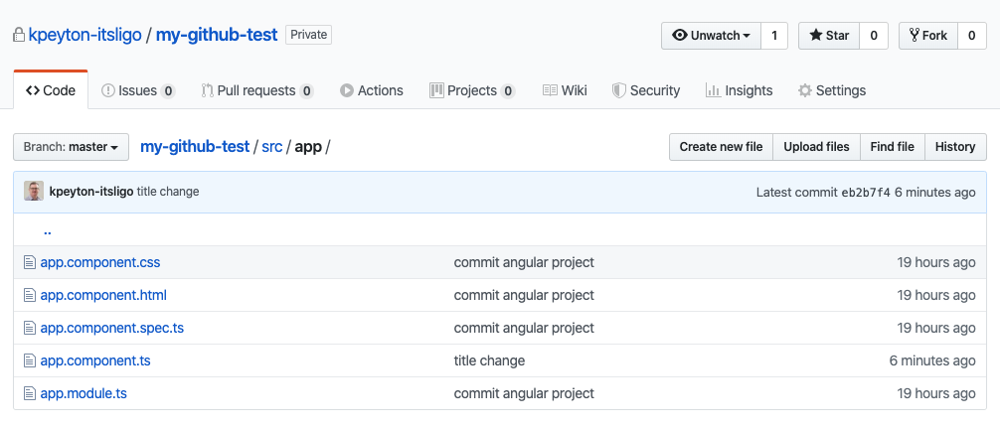 kpeyton-itsligo / my-github-test Private Unwatch 1 Star 0 Fork 0
Code Issues 0 Pull requests 0 Actions Projects 0 Wiki Security Insights Settings
Branch: master my-github-test / src / app / Create new file Upload files Find file History
kpeyton-itsligo title change Latest commit eb2b7f4 6 minutes ago
..
app.component.css commit angular project 19 hours ago
app.component.html commit angular project 19 hours ago
app.component.spec.ts commit angular project 19 hours ago
app.component.ts title change 6 minutes ago
app.module.ts commit angular project 19 hours ago